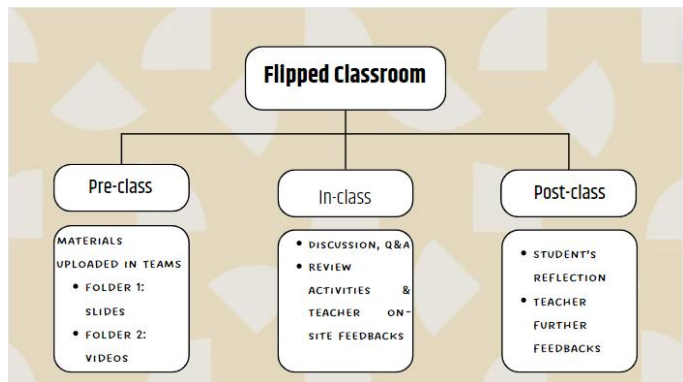 Flipped Classroom
Pre-class
MATERIALS
UPLOADED IN TEAMS
• FOLDER 1:
SLIDES
• FOLDER 2:
VIDEOS
In-class
• DISCUSSION, Q&A
• REVIEW
ACTIVITIES &
TEACHER ON-
SITE FEEDBACKS
Post-class
• STUDENT'S
REFLECTION
• TEACHER
FURTHER
FEEDBACKS